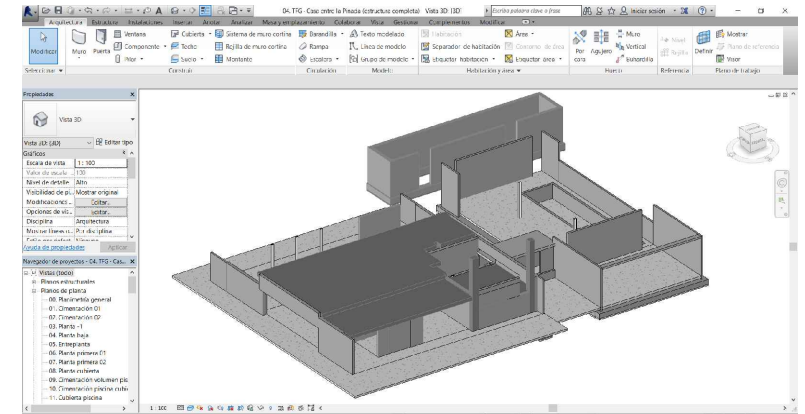 04. TFG - Casa entre la Pinada (estructura completa)   Vista 3D: {3D}
Escriba palabra clave o frase
Iniciar sesión
Arquitectura Estructura Instalaciones Insertar Anotar Analizar Masa y emplazamiento Colaborar Vista Gestionar Complementos Modificar
Modificar
Muro
Puerta
Ventana
Componente
Pilar
Cubierta
Techo
Suelo
Sistema de muro cortina
Rejilla de muro cortina
Montante
Barandilla
Rampa
Escalera
Texto modelado
Línea de modelo
Grupo de modelo
Habitación
Separador de habitación
Etiquetar habitación
Área
Contorno de área
Etiquetar área
Por cara
Agujero
Muro
Vertical
Buhardilla
Nivel
Rejilla
Definir
Mostrar
Plano de referencia
Visor
Seleccionar
Construir
Circulación
Modelo
Habitación y área
Hueco
Referencia
Plano de trabajo
Propiedades
Vista 3D
Vista 3D: {3D}
Editar tipo
Gráficos
Escala de vista 1 : 100
Valor de escala ... 100
Nivel de detalle Alto
Visibilidad de pi... Mostrar original
Modificaciones ... Editar...
Opciones de vis... Editar...
Disciplina Arquitectura
Mostrar líneas o... Por disciplina
Ayuda de propiedades
Aplicar
Navegador de proyectos - 04. TFG - Cas...
Vistas (todo)
Planos estructurales
Planos de planta
00. Planimetría general
01. Cimentación 01
02. Cimentación 02
03. Planta -1
04. Planta baja
05. Entreplanta
06. Planta primera 01
07. Planta primera 02
08. Planta cubierta
09. Cimentación volumen pis
10. Cimentación piscina cubi
11. Cubierta piscina
1 : 100